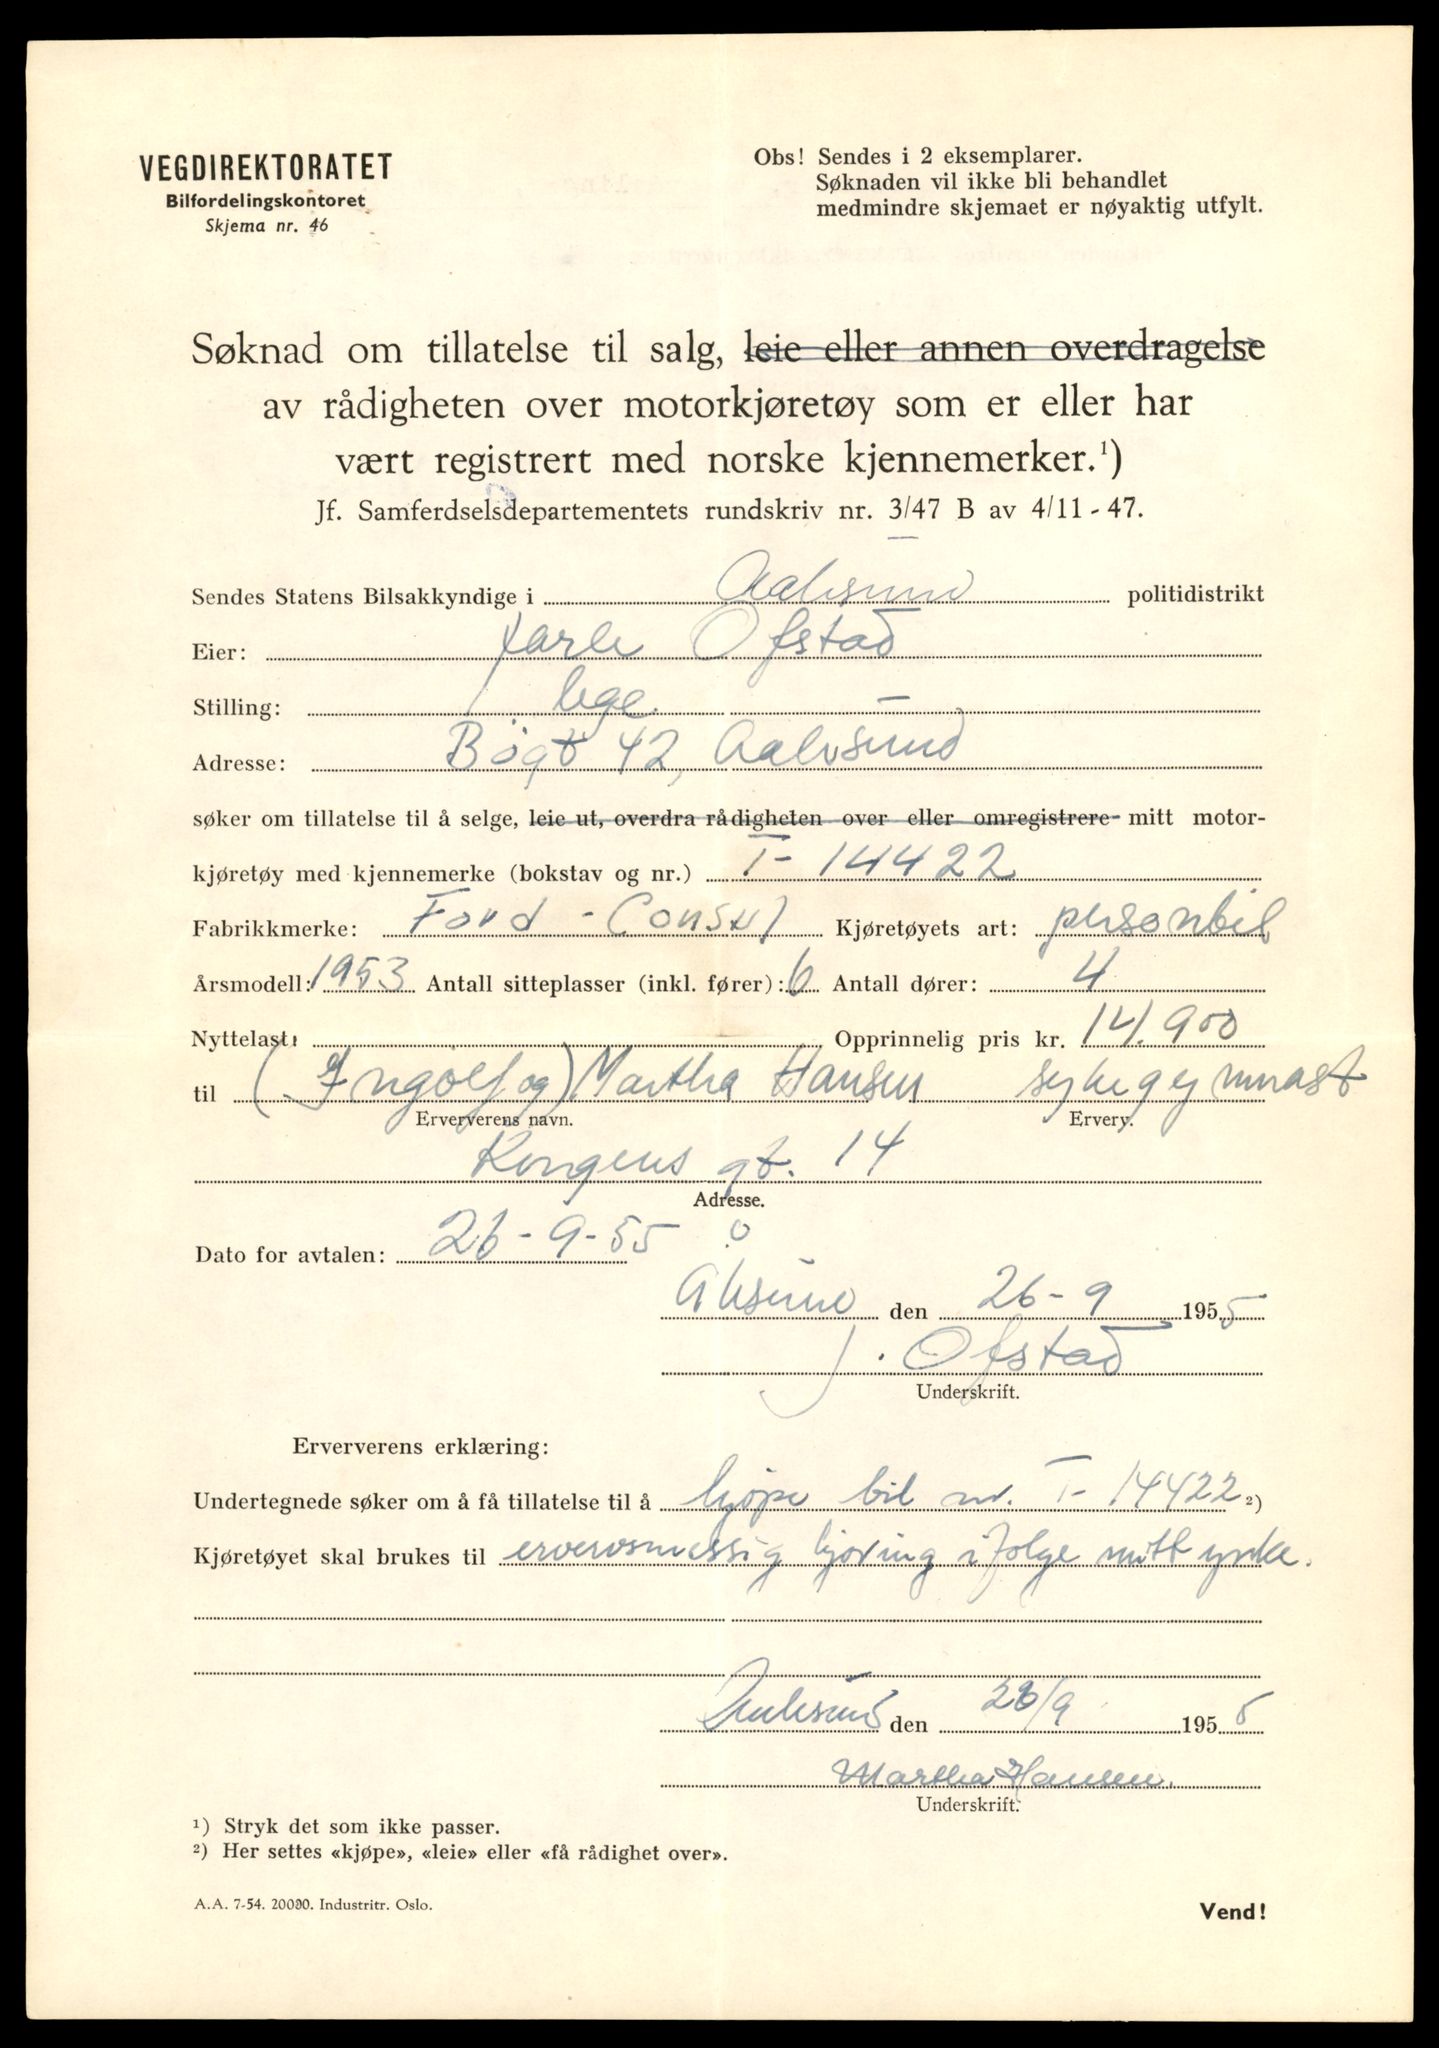 VEGDIREKTORATET
Bilfordelingskontoret
Skjema nr. 46
Obs! Sendes i 2 eksemplarer.
Søknaden vil ikke bli behandlet
medmindre skjemaet er nøyaktig utfylt.
Søknad om tillatelse til salg, leie eller annen overdragelse
av rådigheten over motorkjøretøy som er eller har
vært registrert med norske kjennemerker.¹)
Jf. Samferdselsdepartementets rundskriv nr. 3/47 B av 4/11 - 47.
Sendes Statens Bilsakkyndige i Aalesund politidistrikt
Eier: Jarle Ofstad
Stilling: lege.
Adresse: Bøgt 42, Aalesund
søker om tillatelse til å selge, leie ut, overdra rådigheten over eller omregistrere mitt motor-
kjøretøy med kjennemerke (bokstav og nr.) T- 14422
Fabrikkmerke: Ford - Consul Kjøretøyets art: personbil
Årsmodell: 1953 Antall sitteplasser (inkl. fører): 6 Antall dører: 4
Nyttelast: Opprinnelig pris kr. 14.900
til (Ingolf og) Martha Hansen sykegymnast
Erververens navn. Erverv.
Kongens gt. 14
Adresse.
Dato for avtalen: 26-9-55
Ålesund den 26-9 1955
J. Ofstad
Underskrift.
Erververens erklæring:
Undertegnede søker om å få tillatelse til å kjøpe bil nr. T- 14422 ²)
Kjøretøyet skal brukes til ervervsmessig kjøring ifølge mitt yrke.
Aalesund den 26/9 1955
Martha Hansen.
Underskrift.
¹) Stryk det som ikke passer.
²) Her settes «kjøpe», «leie» eller «få rådighet over».
A.A. 7-54. 20000. Industritr. Oslo.
Vend!